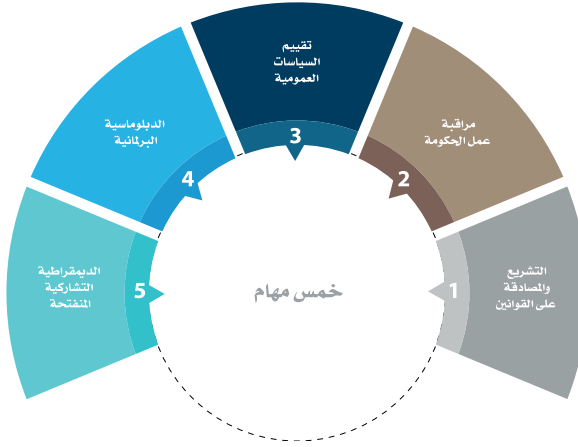 خمس مهام
1
التشريع
والمصادقة
على القوانين
2
مراقبة
عمل الحكومة
3
تقييم
السياسات
العمومية
4
الدبلوماسية
البرلمانية
5
الديمقراطية
التشاركية
المنفتحة